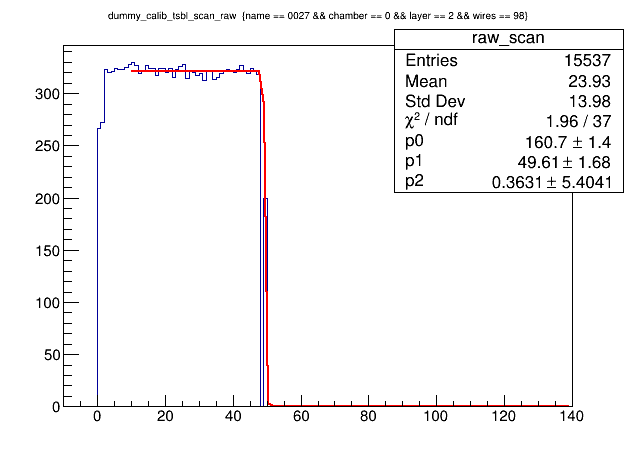 dummy_calib_tsbl_scan_raw {name == 0027 && chamber == 0 && layer == 2 && wires == 98}
raw_scan
Entries 15537
Mean 23.93
Std Dev 13.98
χ² / ndf 1.96 / 37
p0 160.7 ± 1.4
p1 49.61 ± 1.68
p2 0.3631 ± 5.4041
300
250
200
150
100
50
0
0 20 40 60 80 100 120 140